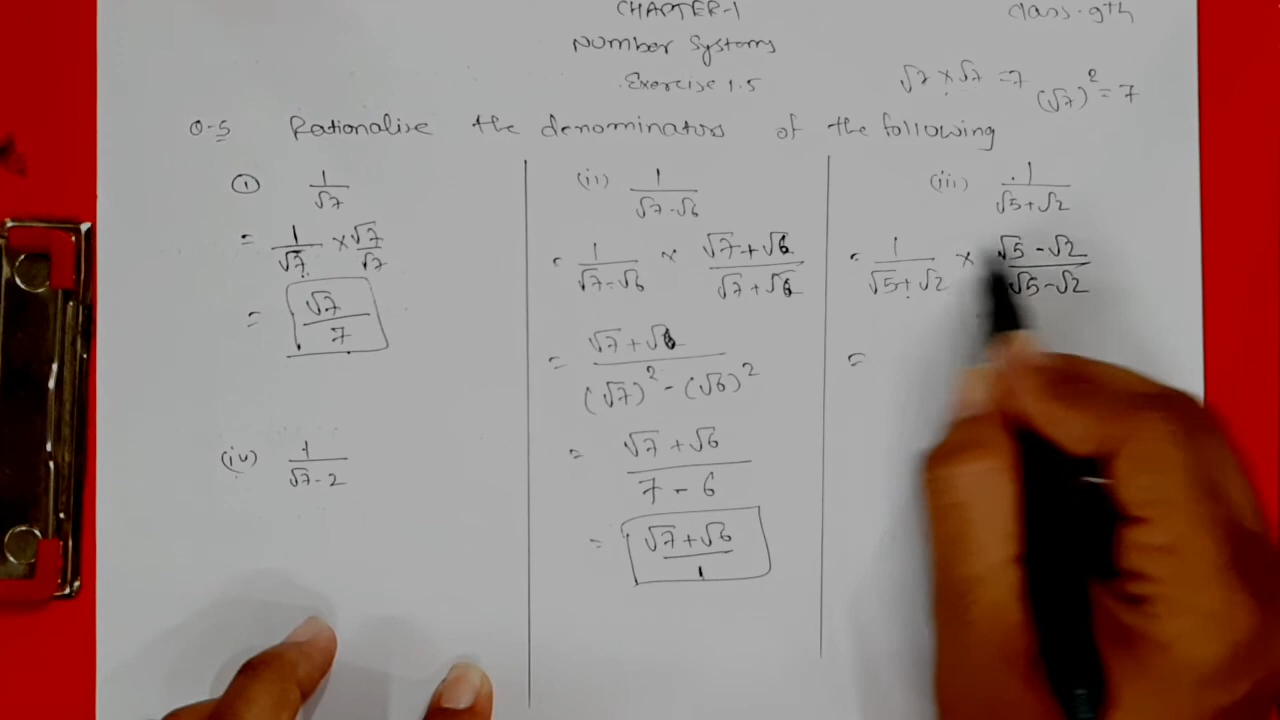 CHAPTER-1
Class-9th
Number Systems
Exercise 1.5
√7 × √7 = 7
(√7)² = 7
Q-5 Rationalise the denominators of the following
(i) 1/√7
= 1/√7 × √7/√7
= √7/7
(iv) 1/(√7-2)
(ii) 1/(√7-√6)
= 1/(√7-√6) × (√7+√6)/(√7+√6)
= (√7+√6)/((√7)²-(√6)²)
= (√7+√6)/(7-6)
= (√7+√6)/1
(iii) 1/(√5+√2)
= 1/(√5+√2) × (√5-√2)/(√5-√2)
=